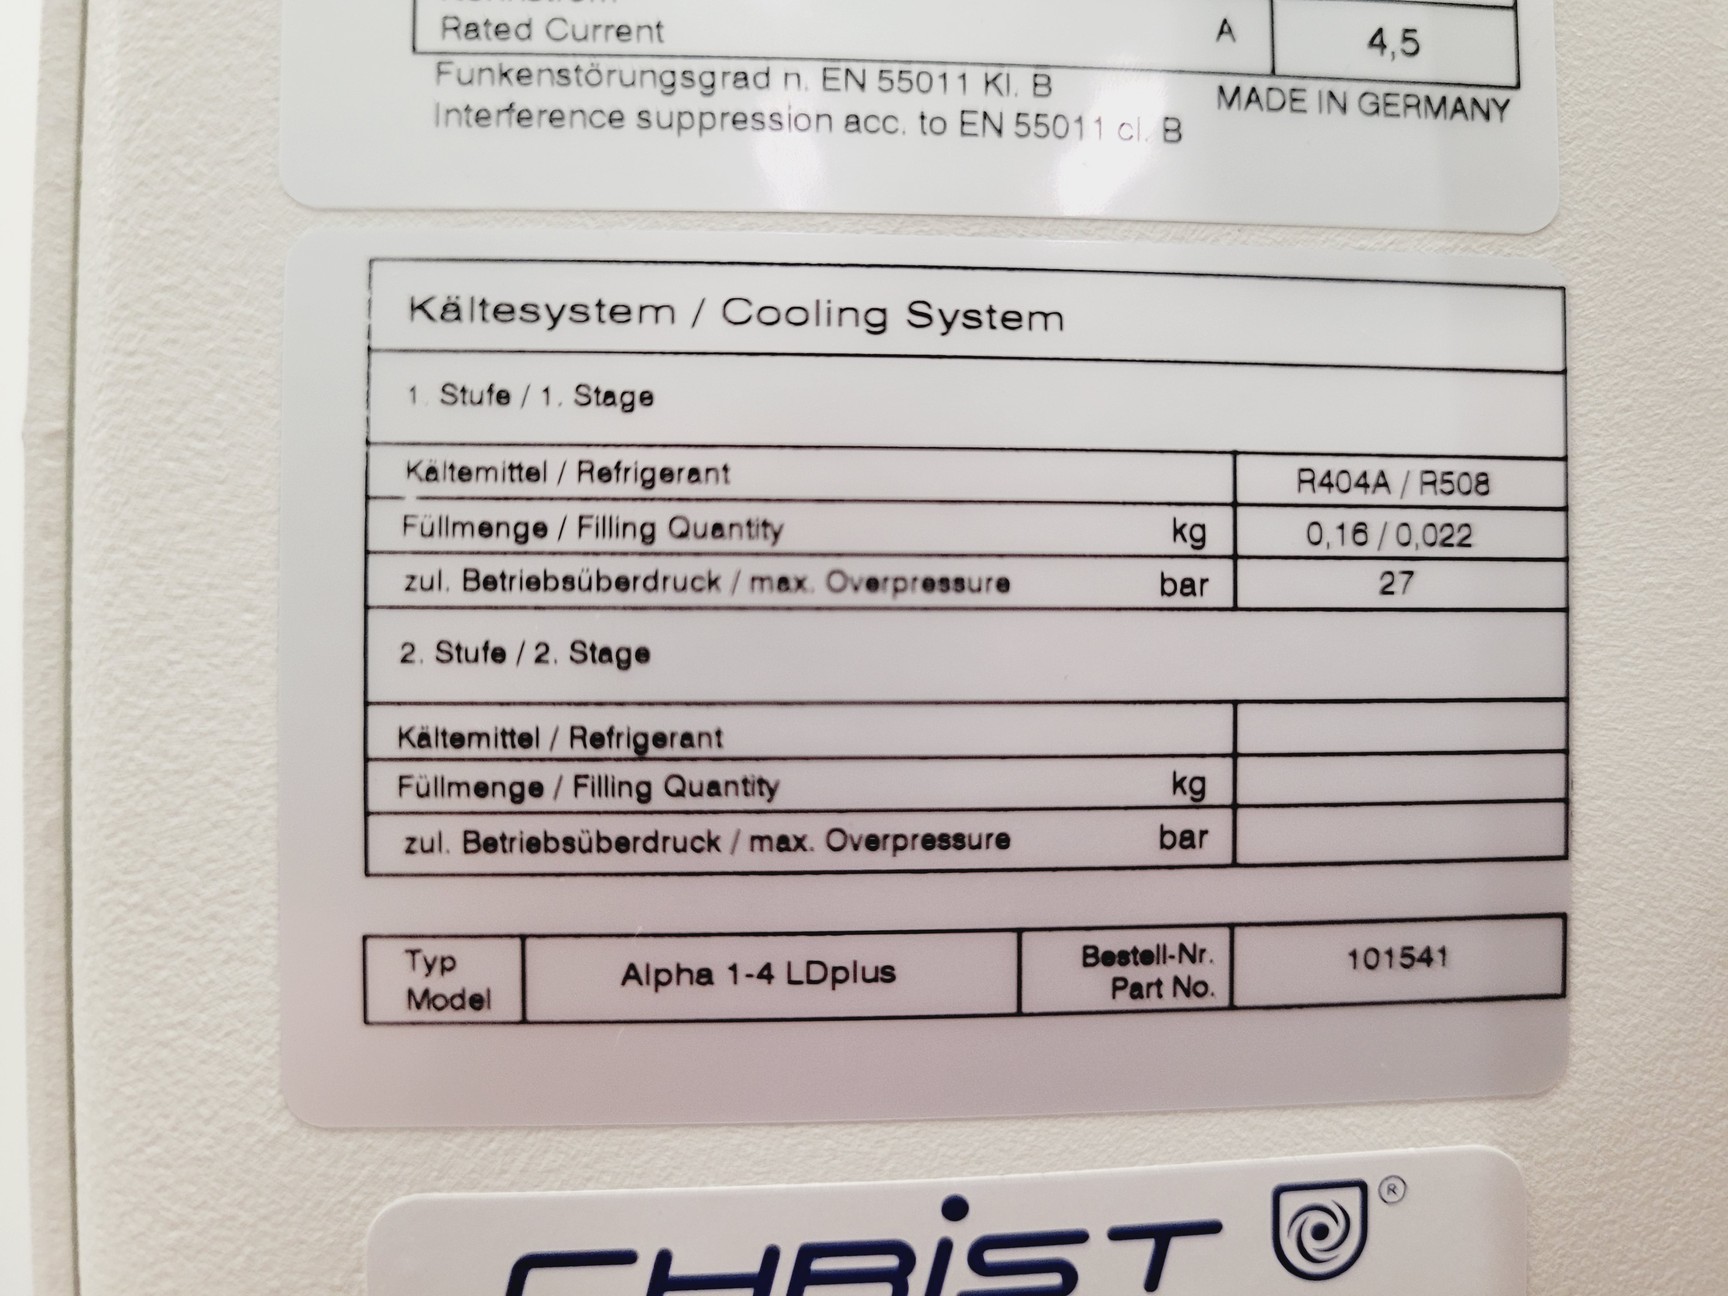 Rated Current A 4,5
Funkenstörungsgrad n. EN 55011 Kl. B
Interference suppression acc. to EN 55011 cl. B
MADE IN GERMANY
Kältesystem / Cooling System
1. Stufe / 1. Stage
Kältemittel / Refrigerant R404A / R508
Füllmenge / Filling Quantity kg 0,16 / 0,022
zul. Betriebsüberdruck / max. Overpressure bar 27
2. Stufe / 2. Stage
Kältemittel / Refrigerant
Füllmenge / Filling Quantity kg
zul. Betriebsüberdruck / max. Overpressure bar
Typ
Model
Alpha 1-4 LDplus
Bestell-Nr.
Part No.
101541
CHRiST ®